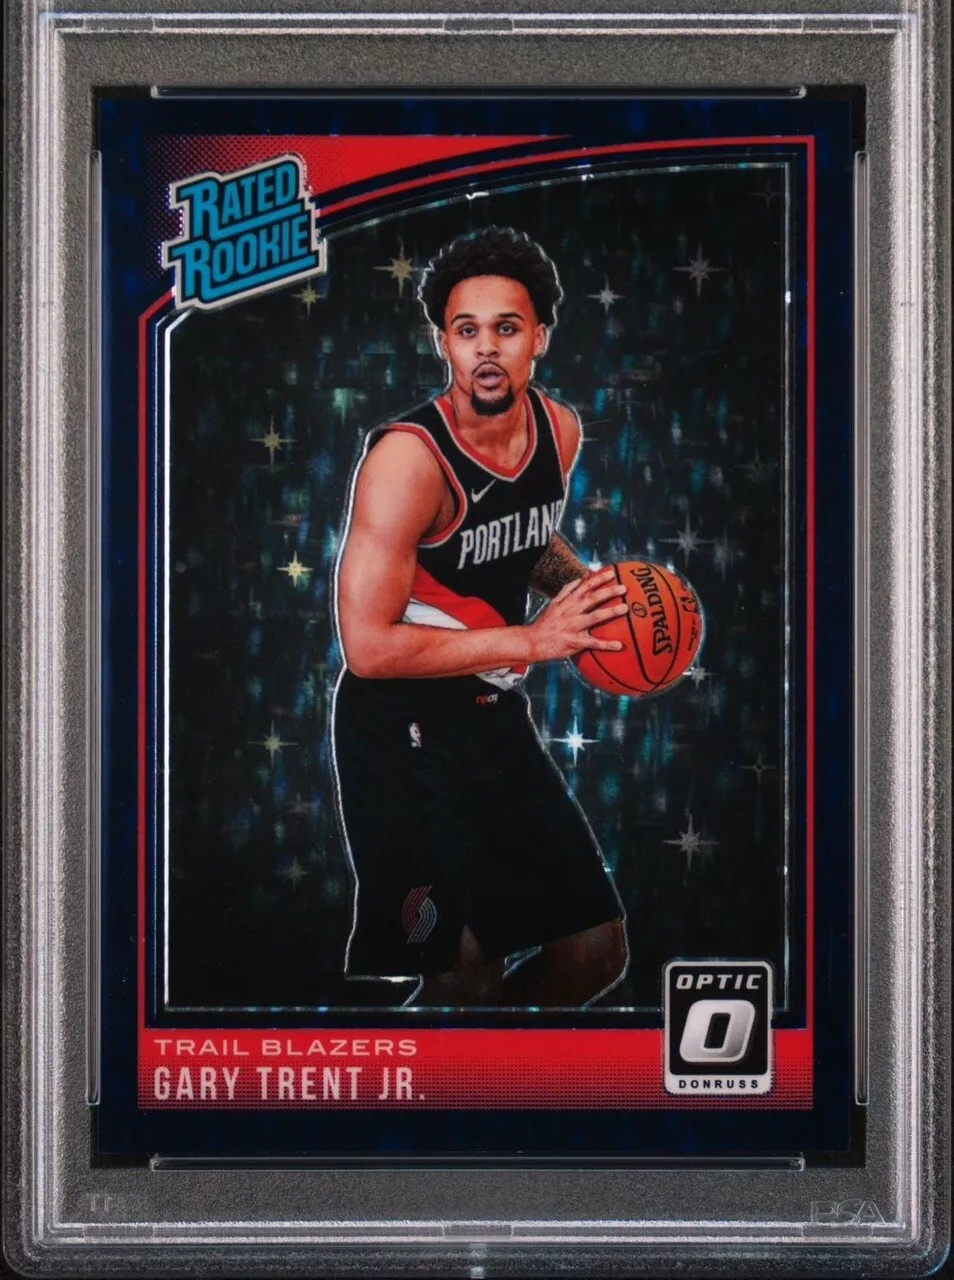 RATED
ROOKIE
PORTLAND
SPALDING
OPTIC
O
DONRUSS
TRAIL BLAZERS
GARY TRENT JR.
PSA